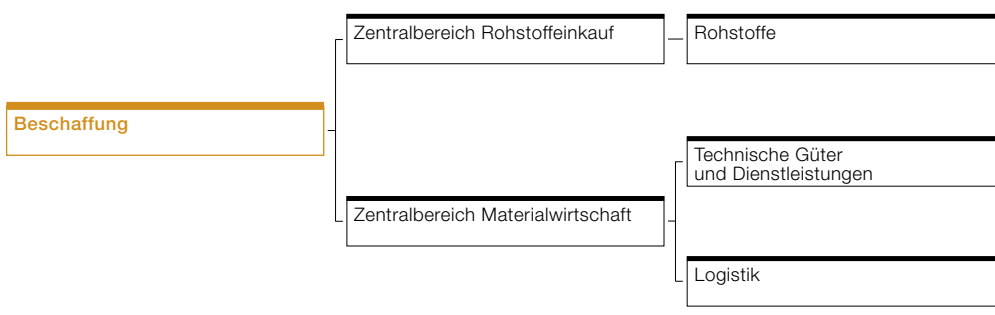 Zentralbereich Rohstoffeinkauf
Rohstoffe
Beschaffung
Technische Güter
und Dienstleistungen
Zentralbereich Materialwirtschaft
Logistik